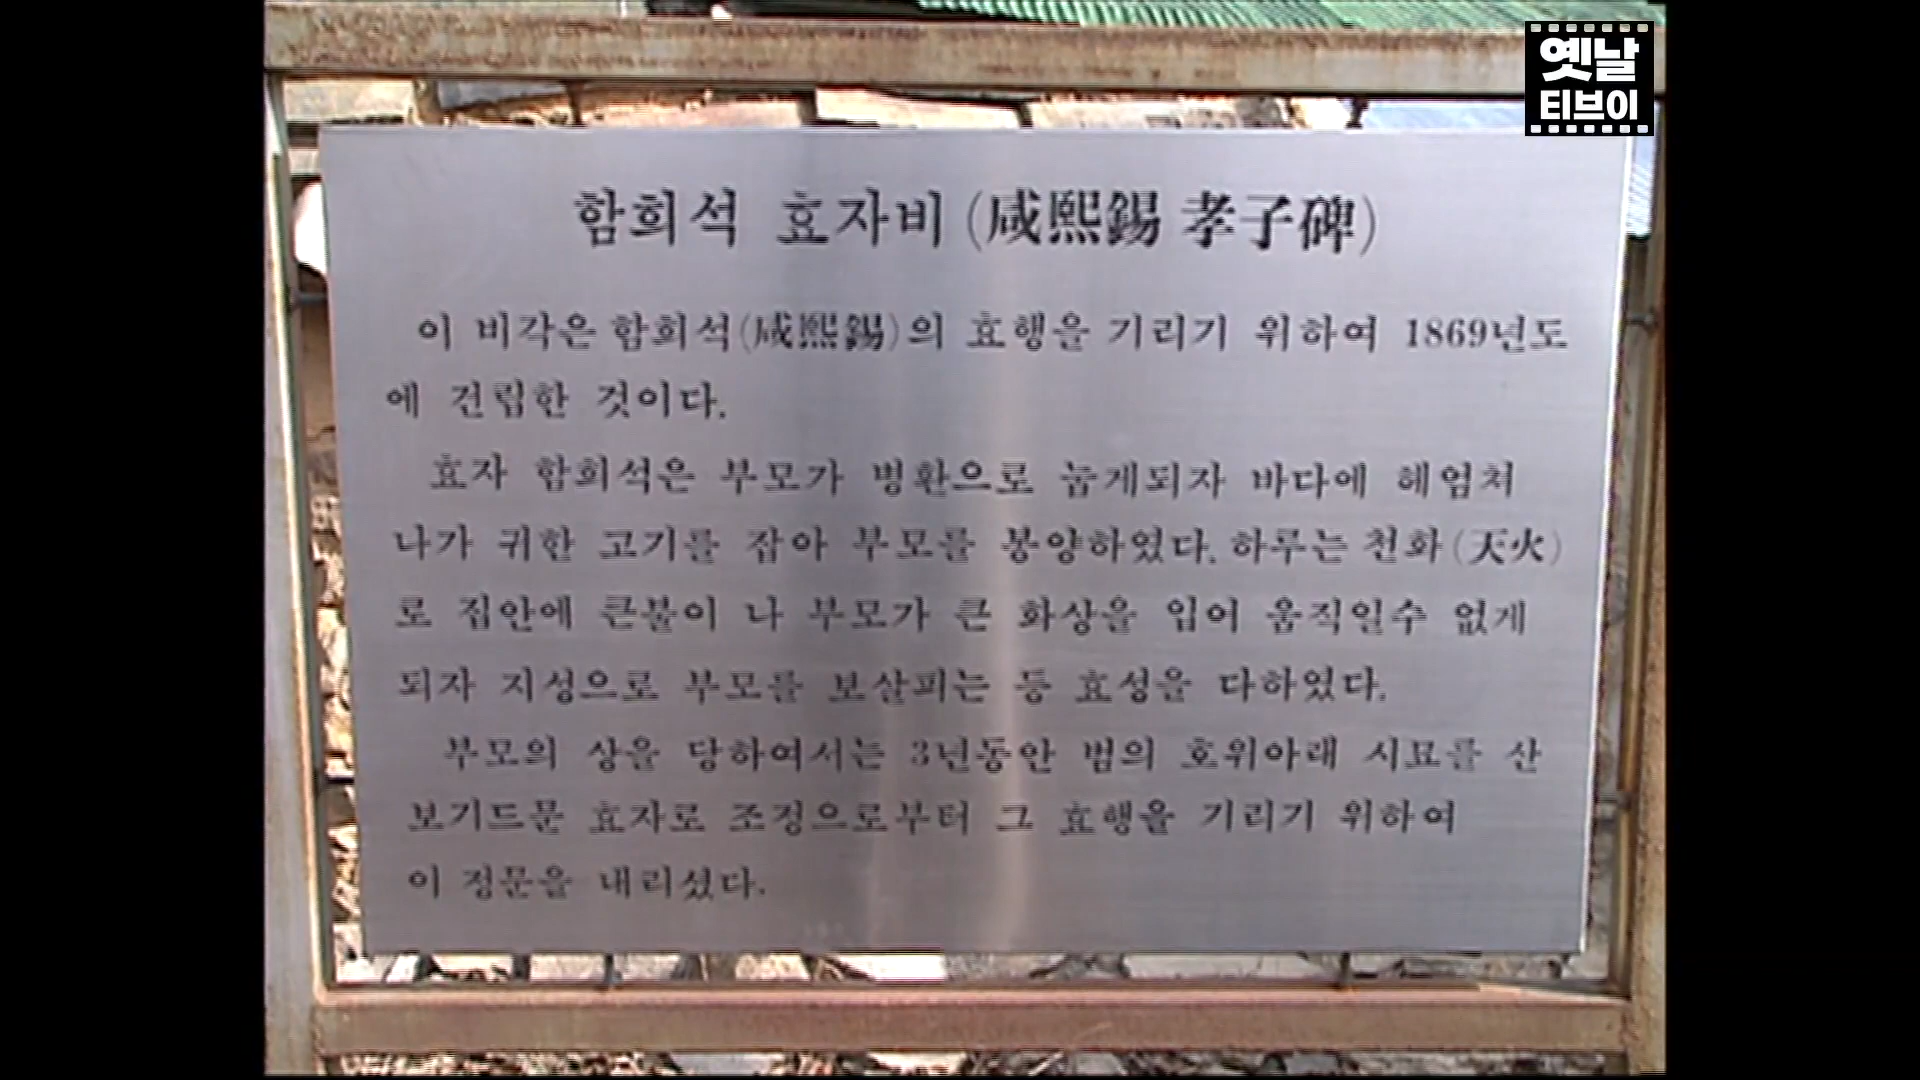 옛날
티브이
함희석 효자비 (咸熙錫 孝子碑)
이 비각은 함희석(咸熙錫)의 효행을 기리기 위하여 1869년도
에 건립한 것이다.
효자 함희석은 부모가 병환으로 눕게되자 바다에 헤엄쳐
나가 귀한 고기를 잡아 부모를 봉양하였다. 하루는 천화(天火)
로 집안에 큰불이 나 부모가 큰 화상을 입어 움직일수 없게
되자 지성으로 부모를 보살피는 등 효성을 다하였다.
부모의 상을 당하여서는 3년동안 범의 호위아래 시묘를 산
보기드문 효자로 조정으로부터 그 효행을 기리기 위하여
이 정문을 내리셨다.